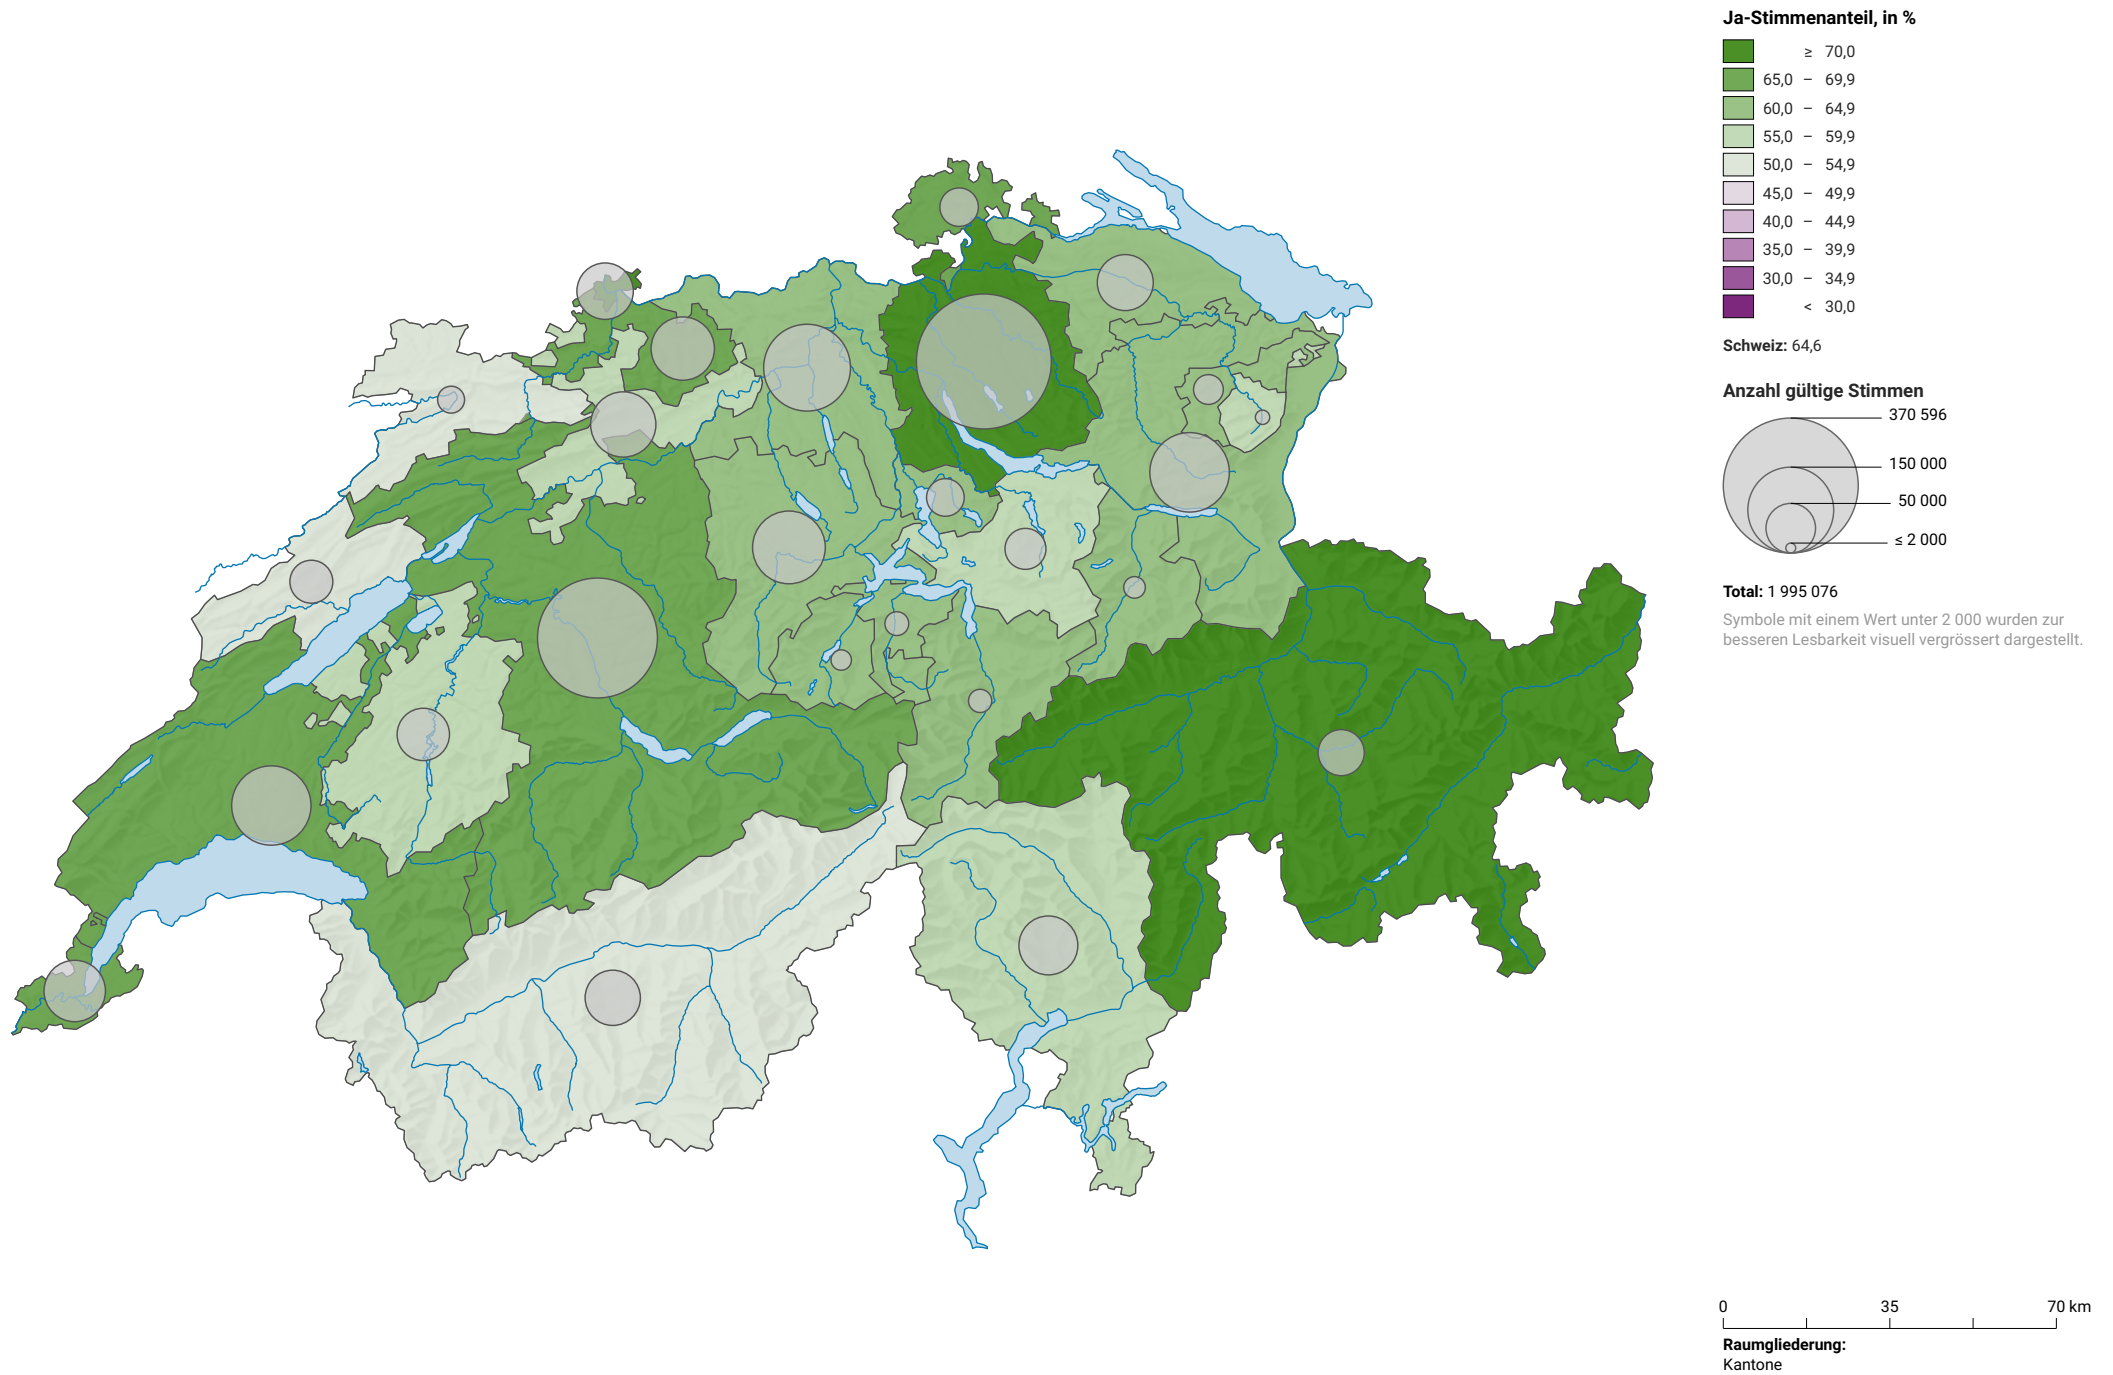 Ja-Stimmenanteil, in %
≥ 70,0
65,0 – 69,9
60,0 – 64,9
55,0 – 59,9
50,0 – 54,9
45,0 – 49,9
40,0 – 44,9
35,0 – 39,9
30,0 – 34,9
< 30,0
Schweiz: 64,6
Anzahl gültige Stimmen
370 596
150 000
50 000
≤ 2 000
Total: 1 995 076
Symbole mit einem Wert unter 2 000 wurden zur
besseren Lesbarkeit visuell vergrössert dargestellt.
0 35 70 km
Raumgliederung:
Kantone